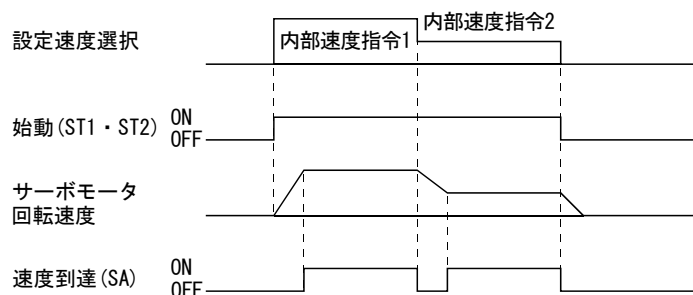 設定速度選択
内部速度指令1
内部速度指令2
始動(ST1・ST2)
ON
OFF
サーボモータ
回転速度
速度到達(SA)
ON
OFF